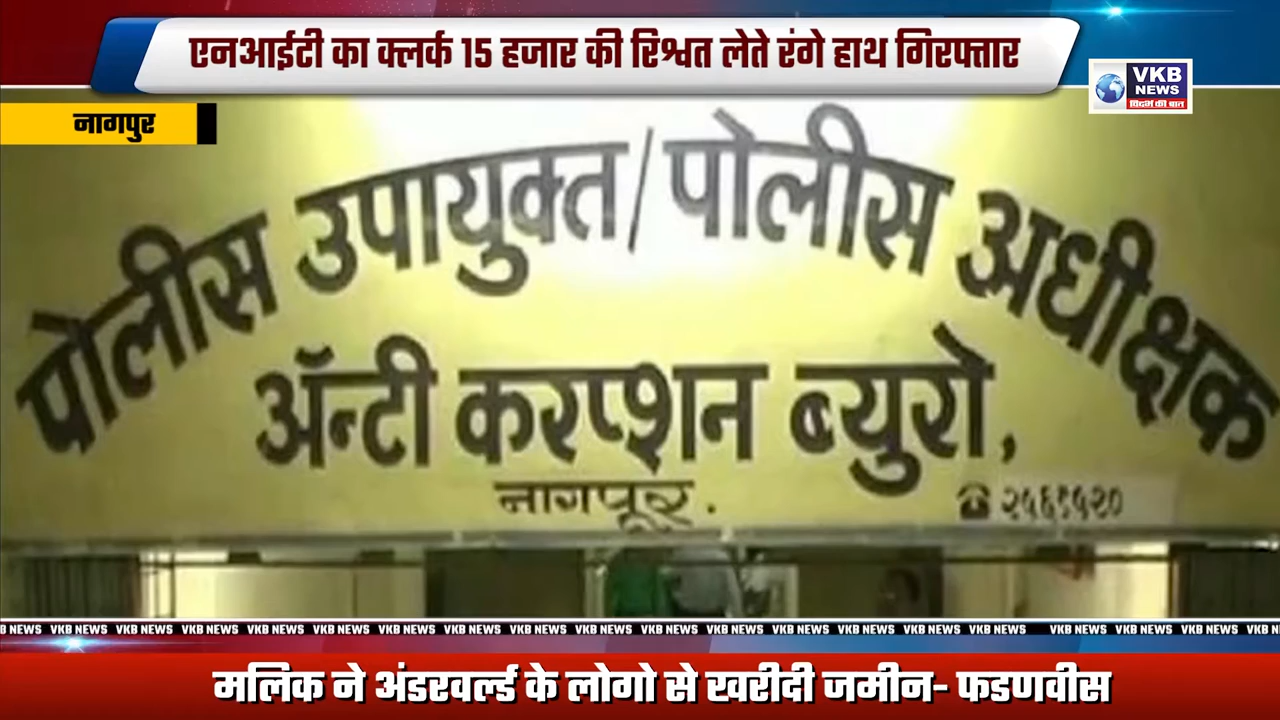 एनआईटी का क्लर्क 15 हजार की रिश्वत लेते रंगे हाथ गिरफ्तार
VKB
NEWS
विदर्भ की बात
नागपुर
पोलीस उपायुक्त/पोलीस अधीक्षक
ॲन्टी करप्शन ब्युरो,
नागपूर.
VKB NEWS VKB NEWS VKB NEWS VKB NEWS VKB NEWS VKB NEWS VKB NEWS VKB NEWS VKB NEWS VKB NEWS VKB NEWS VKB NEWS VKB NEWS VKB NEWS VKB NEWS VKB NEWS VKB NEWS VKB NEWS VKB NEWS
मलिक ने अंडरवर्ल्ड के लोगो से खरीदी जमीन- फडणवीस